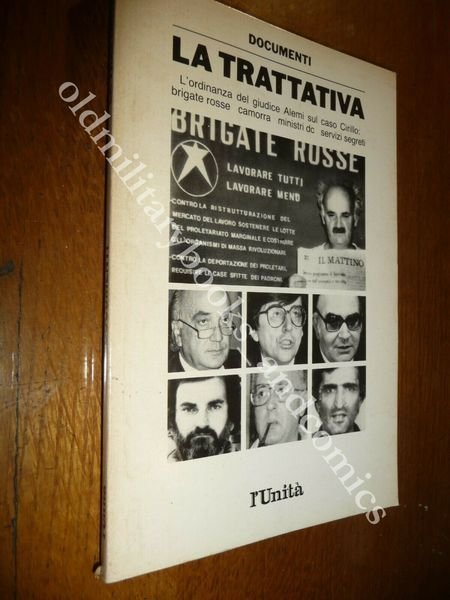 DOCUMENTI
LA TRATTATIVA
L'ordinanza del giudice Alemi sul caso Cirillo:
brigate rosse camorra ministri dc servizi segreti
BRIGATE ROSSE
LAVORARE TUTTI
LAVORARE MENO
CONTRO LA RISTRUTTURAZIONE DEL
MERCATO DEL LAVORO SOSTENERE LE LOTTE
DEL PROLETARIATO MARGINALE E COSTRUIRE
GLI ORGANISMI DI MASSA RIVOLUZIONARI
CONTRO LA DEPORTAZIONE DEI PROLETARI,
REQUISIRE LE CASE SFITTE DEI PADRONI.
IL MATTINO
l'Unità
oldmilitarybooks_andcomics